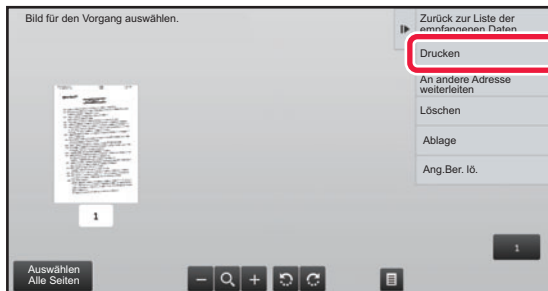 Bild für den Vorgang auswählen.
Zurück zur Liste der
empfangenen Daten
Drucken
An andere Adresse
weiterleiten
Löschen
Ablage
Ang.Ber. lö.
1
1
Auswählen
Alle Seiten